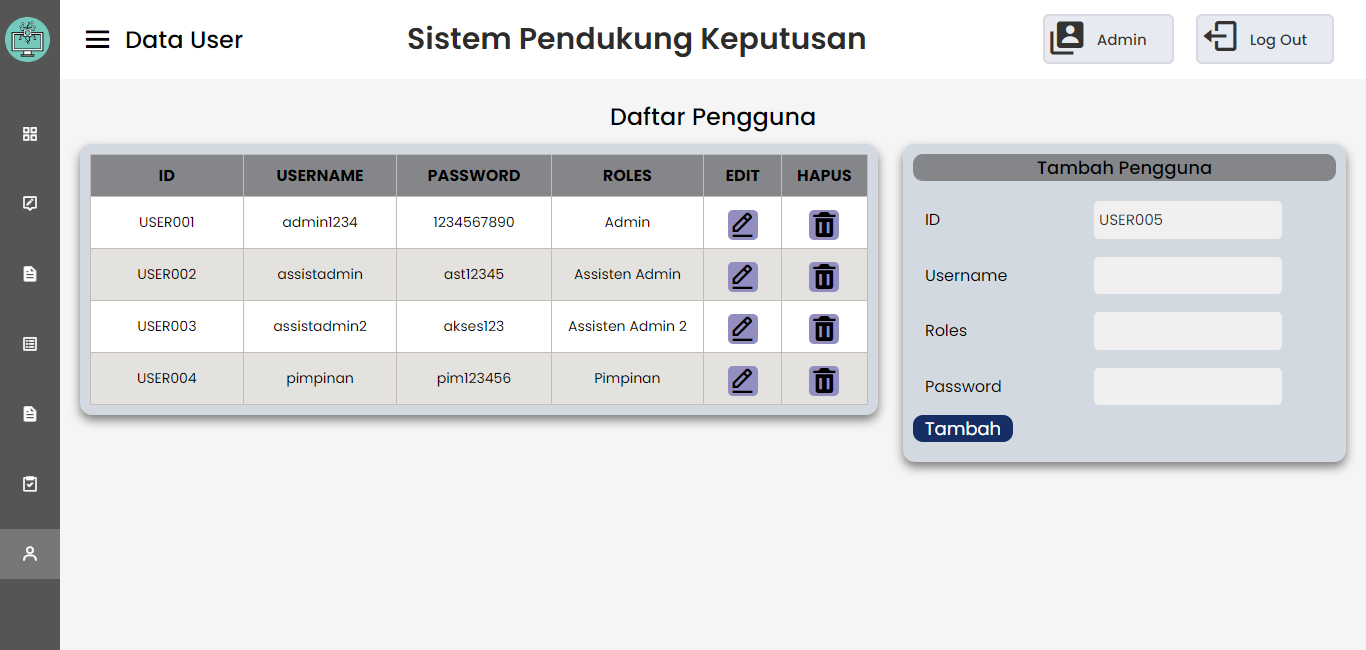 Data User
Sistem Pendukung Keputusan
Admin
Log Out
Daftar Pengguna
ID USERNAME PASSWORD ROLES EDIT HAPUS
USER001 admin1234 1234567890 Admin
USER002 assistadmin ast12345 Assisten Admin
USER003 assistadmin2 akses123 Assisten Admin 2
USER004 pimpinan pim123456 Pimpinan
Tambah Pengguna
ID USER005
Username
Roles
Password
Tambah